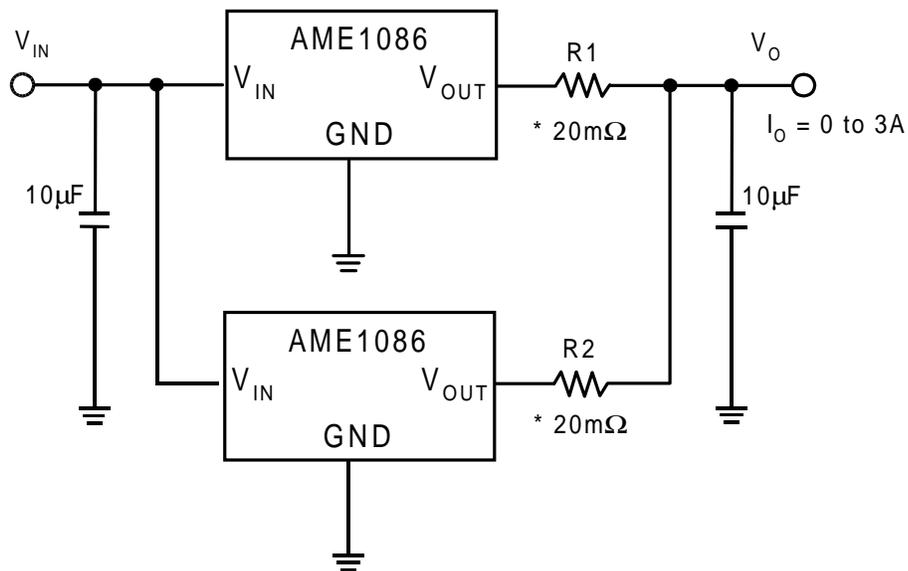 V_IN
AME1086
V_IN
V_OUT
GND
R1
* 20mΩ
V_O
I_O = 0 to 3A
10μF
10μF
AME1086
V_IN
V_OUT
GND
R2
* 20mΩ